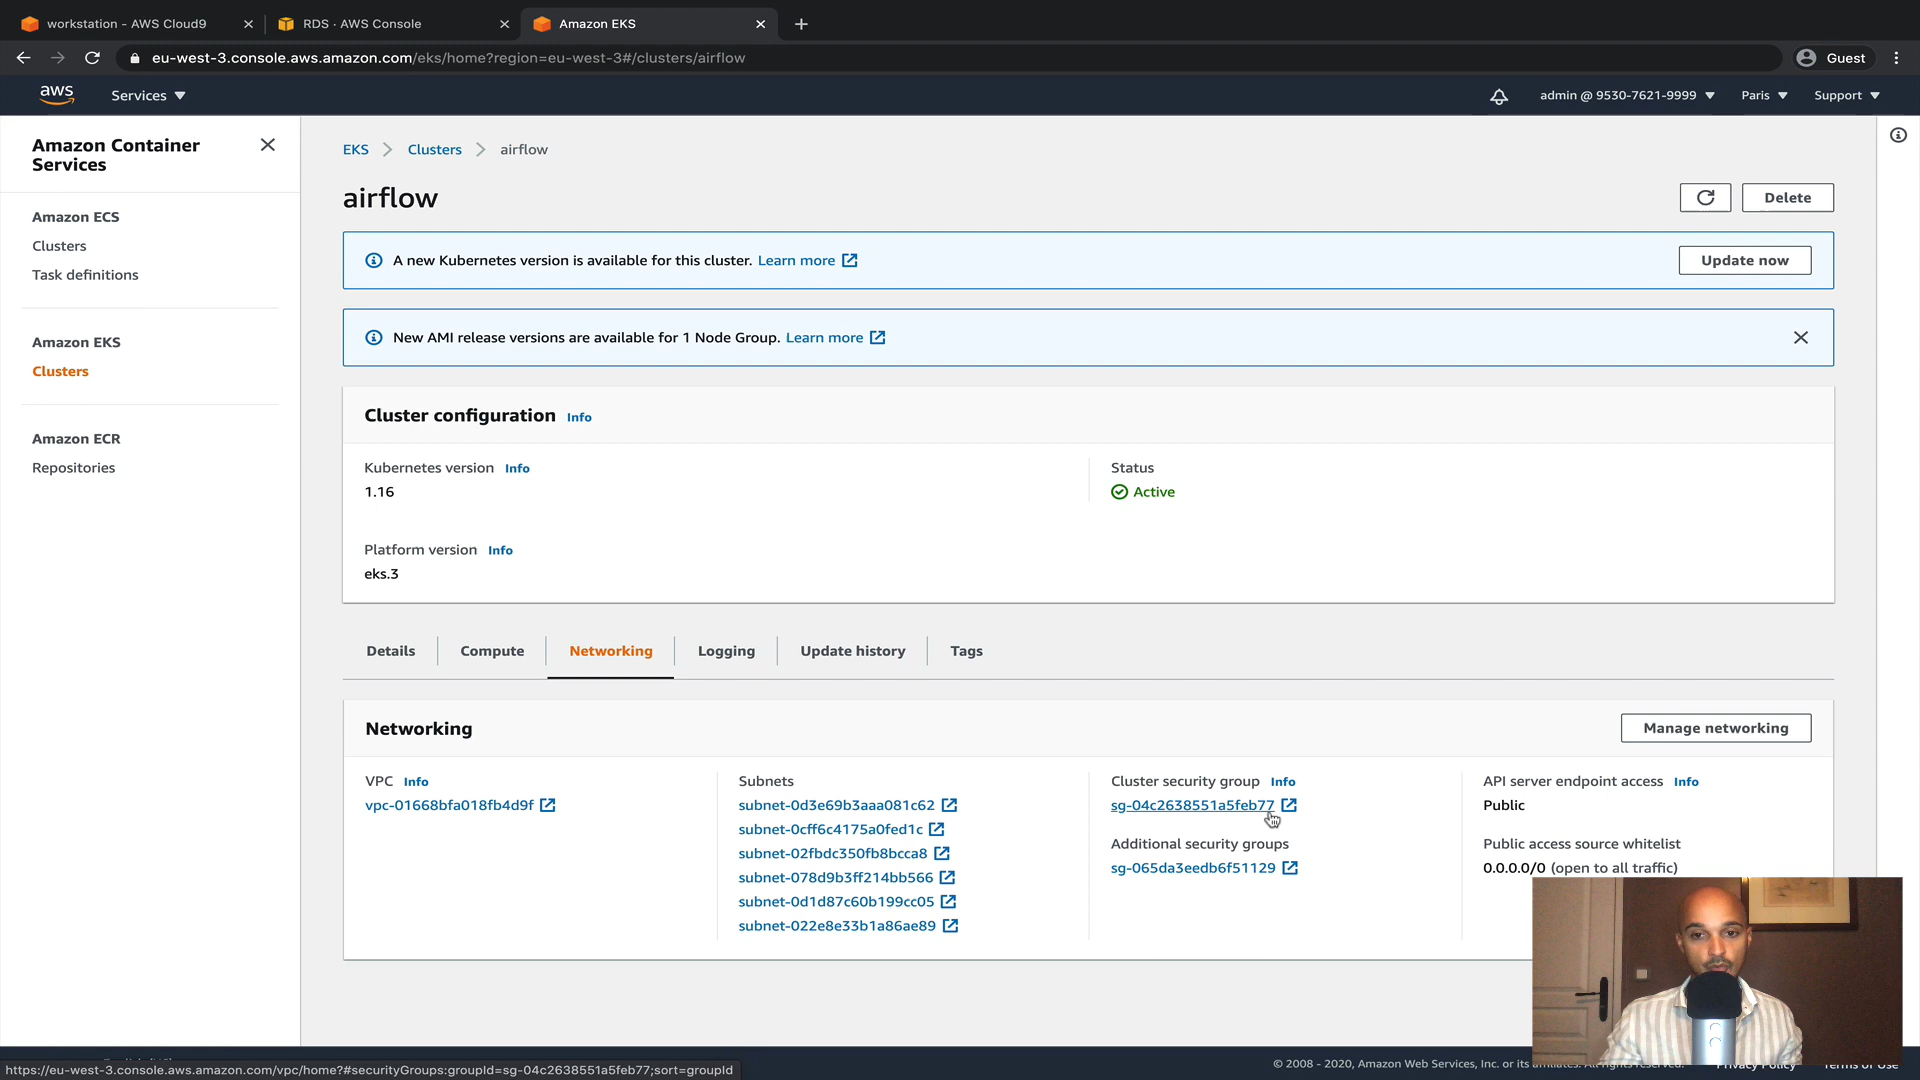 workstation - AWS Cloud9
RDS · AWS Console
Amazon EKS
eu-west-3.console.aws.amazon.com/eks/home?region=eu-west-3#/clusters/airflow
Guest
aws
Services
admin @ 9530-7621-9999
Paris
Support
Amazon Container
Services
Amazon ECS
Clusters
Task definitions
Amazon EKS
Clusters
Amazon ECR
Repositories
EKS
Clusters
airflow
airflow
Delete
A new Kubernetes version is available for this cluster. Learn more
Update now
New AMI release versions are available for 1 Node Group. Learn more
Cluster configuration Info
Kubernetes version Info
1.16
Status
Active
Platform version Info
eks.3
Details
Compute
Networking
Logging
Update history
Tags
Networking
Manage networking
VPC Info
vpc-01668bfa018fb4d9f
Subnets
subnet-0d3e69b3aaa081c62
subnet-0cff6c4175a0fed1c
subnet-02fbdc350fb8bcca8
subnet-078d9b3ff214bb566
subnet-0d1d87c60b199cc05
subnet-022e8e33b1a86ae89
Cluster security group Info
sg-04c2638551a5feb77
Additional security groups
sg-065da3eedb6f51129
API server endpoint access Info
Public
Public access source whitelist
0.0.0.0/0 (open to all traffic)
© 2008 - 2020, Amazon Web Services, Inc. or its affiliates. All rights reserved.
Privacy Policy
Terms of Use
https://eu-west-3.console.aws.amazon.com/vpc/home?#securityGroups:groupId=sg-04c2638551a5feb77;sort=groupId